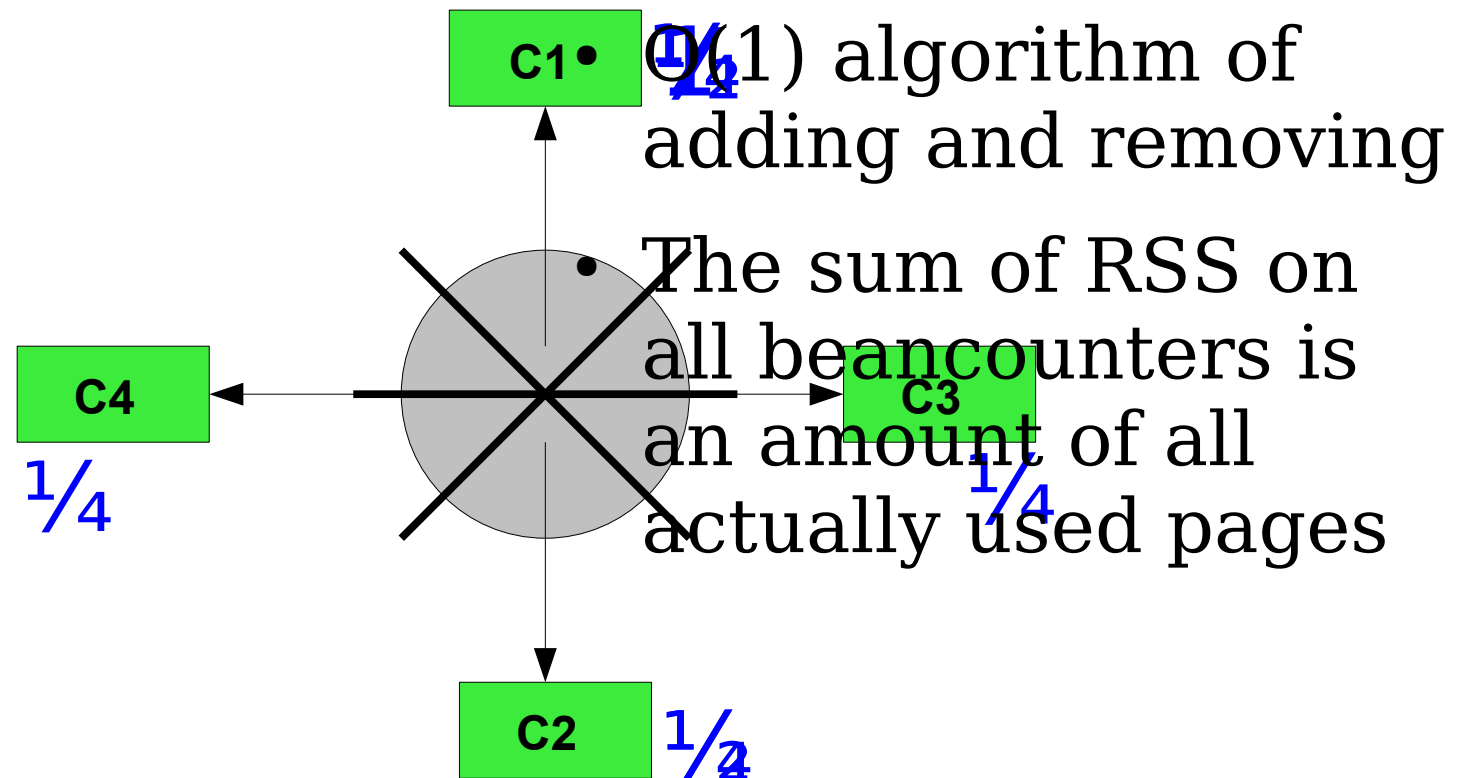 C1
• O(1) algorithm of
adding and removing
• The sum of RSS on
all beancounters is
an amount of all
actually used pages
C4
C3
¼
¼
C2